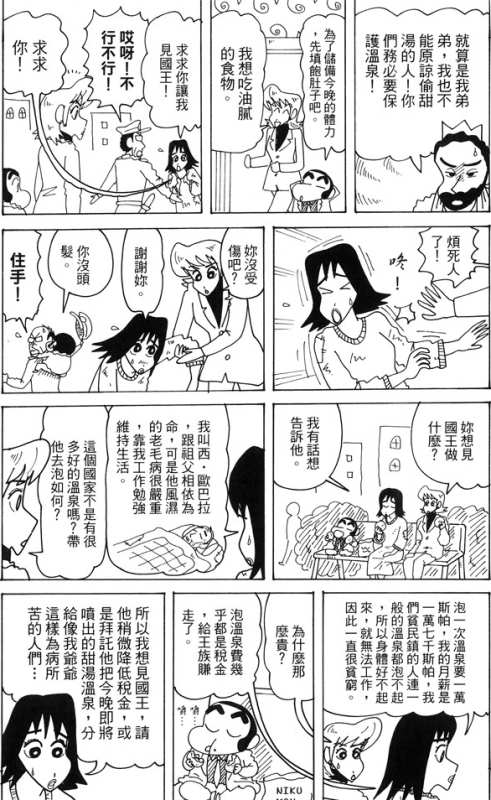 就算是我弟
弟，我也不
能原諒偷甜
湯的人！你
們務必要保
護溫泉！
為了儲備今晚的體力
，先填飽肚子吧。
我想吃油膩
的食物。
求求你讓我
見國王！
哎呀！不
行不行！
求求
你！
煩死人
了！
咚！
妳沒受
傷吧？
謝謝妳。
你沒頭
髮。
住手！
妳想見
國王做
什麼？
我有話想
告訴他。
我叫西·歐巴拉
，跟祖父相依為
命，可是他風濕
的老毛病很嚴重
，靠我工作勉強
維持生活。
這個國家不是有很
多好的溫泉嗎？帶
他去泡如何？
泡一次溫泉要一萬
斯帕，我的月薪是
一萬七千斯帕，我
們貧民鎮的人連一
般的溫泉都泡不起
，所以身體好不起
來，就無法工作，
因此一直很貧窮。
為什麼那
麼貴？
泡溫泉費幾
乎都是稅金
，給王族賺
走了。
NIKU
所以我想見國王，請
他稍微降低稅金，或
是拜託他把今晚即將
噴出的甜湯溫泉，分
給像我爺爺
這樣為病所
苦的人們…